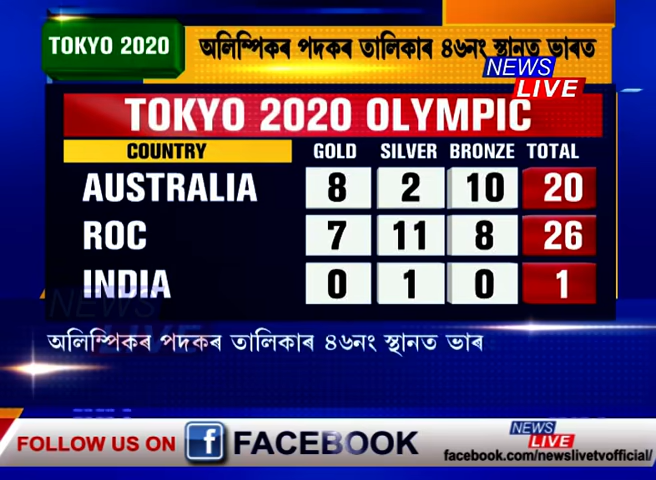 TOKYO 2020
অলিম্পিকৰ পদকৰ তালিকাৰ ৪৬নং স্থানত ভাৰত
NEWS
LIVE
TOKYO 2020 OLYMPIC
COUNTRY GOLD SILVER BRONZE TOTAL
AUSTRALIA 8 2 10 20
ROC 7 11 8 26
INDIA 0 1 0 1
NEWS
LIVE
অলিম্পিকৰ পদকৰ তালিকাৰ ৪৬নং স্থানত ভাৰ
FOLLOW US ON f FACEBOOK
NEWS
LIVE
facebook.com/newslivetvofficial/